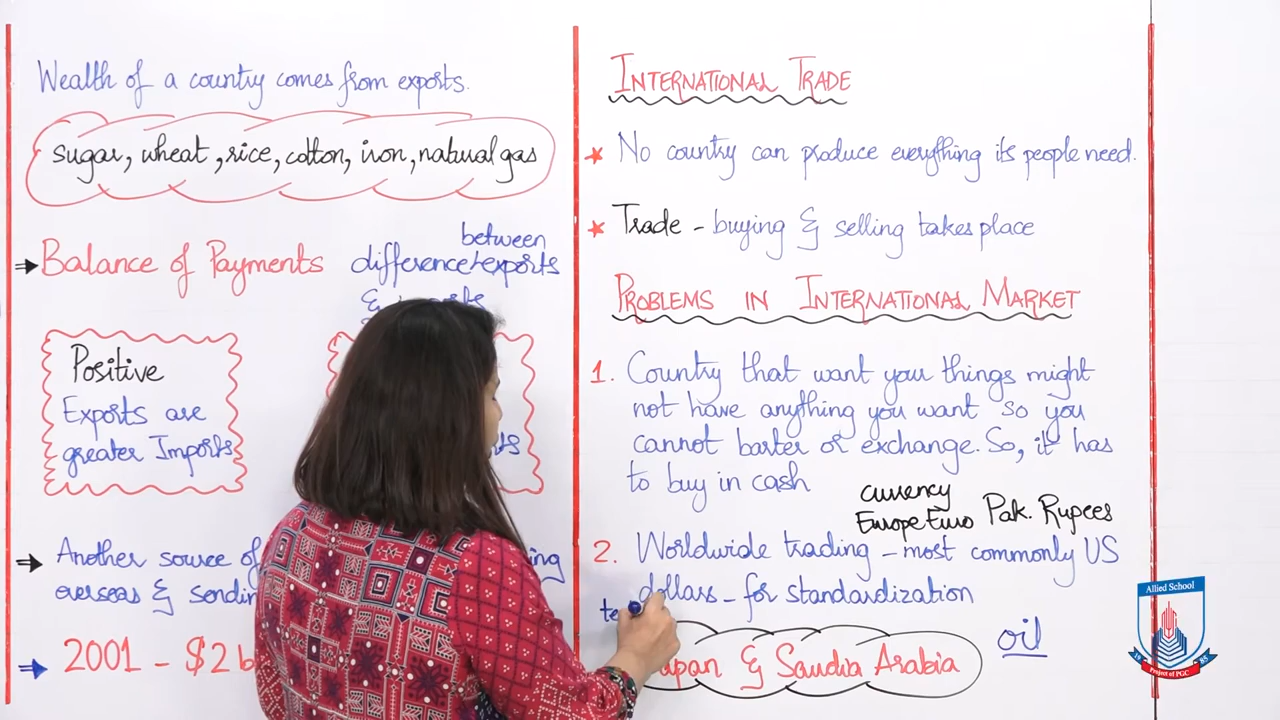 Wealth of a country comes from exports.
sugar, wheat, rice, cotton, iron, natural gas
⇒ Balance of Payments
between
difference exports
&
Positive
Exports are
greater Imports
⇒ Another source of
overseas &
⇒ 2001 - $2
INTERNATIONAL TRADE
★ No country can produce everything its people need.
★ Trade - buying & selling takes place
PROBLEMS IN INTERNATIONAL MARKET
1. Country that want you things might
not have anything you want so you
cannot barter or exchange. So, it has
to buy in cash
currency
Europe Euro Pak. Rupees
2. Worldwide trading - most commonly US
dollars - for standardization
& Saudia Arabia
oil
Allied School
Project of PGC